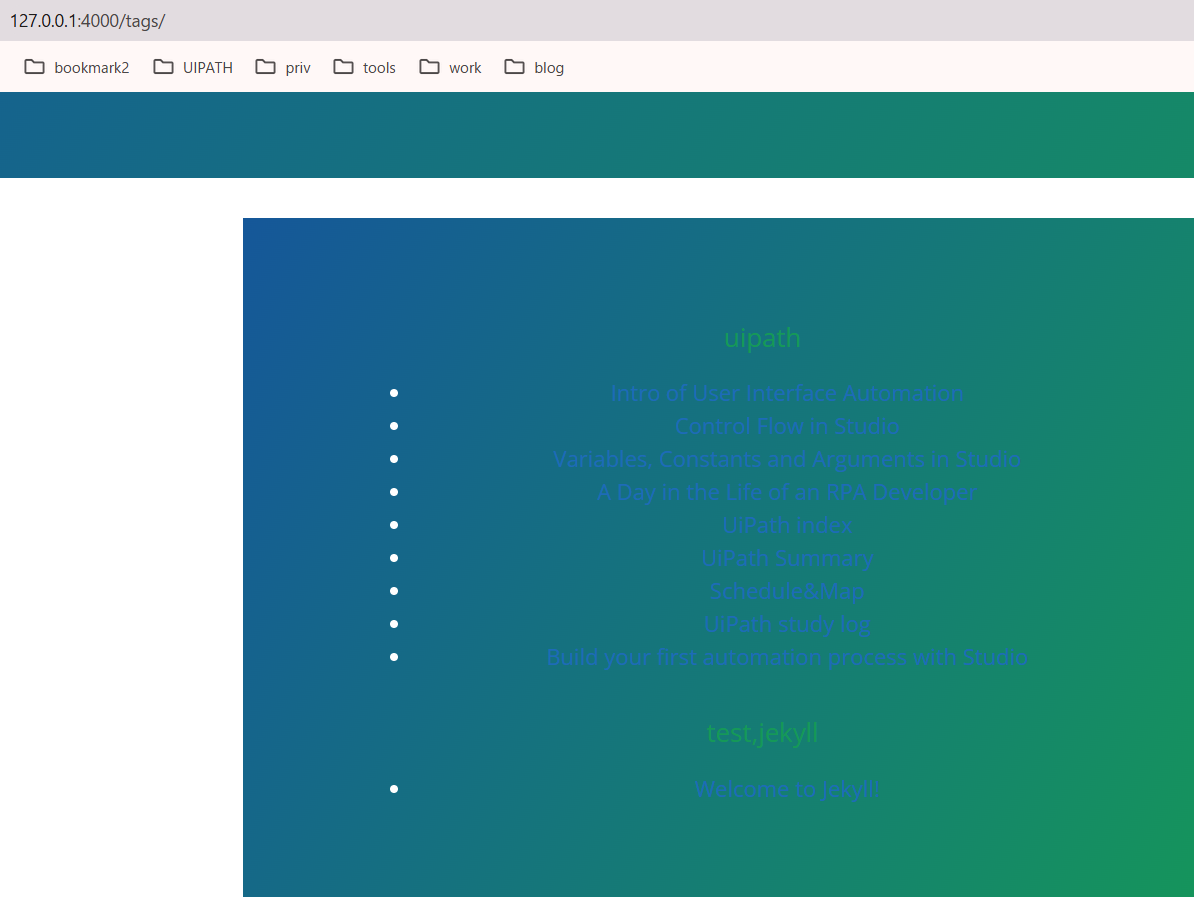 127.0.0.1:4000/tags/
bookmark2 UIPATH priv tools work blog
uipath
Intro of User Interface Automation
Control Flow in Studio
Variables, Constants and Arguments in Studio
A Day in the Life of an RPA Developer
UiPath index
UiPath Summary
Schedule&Map
UiPath study log
Build your first automation process with Studio
test,jekyll
Welcome to Jekyll!